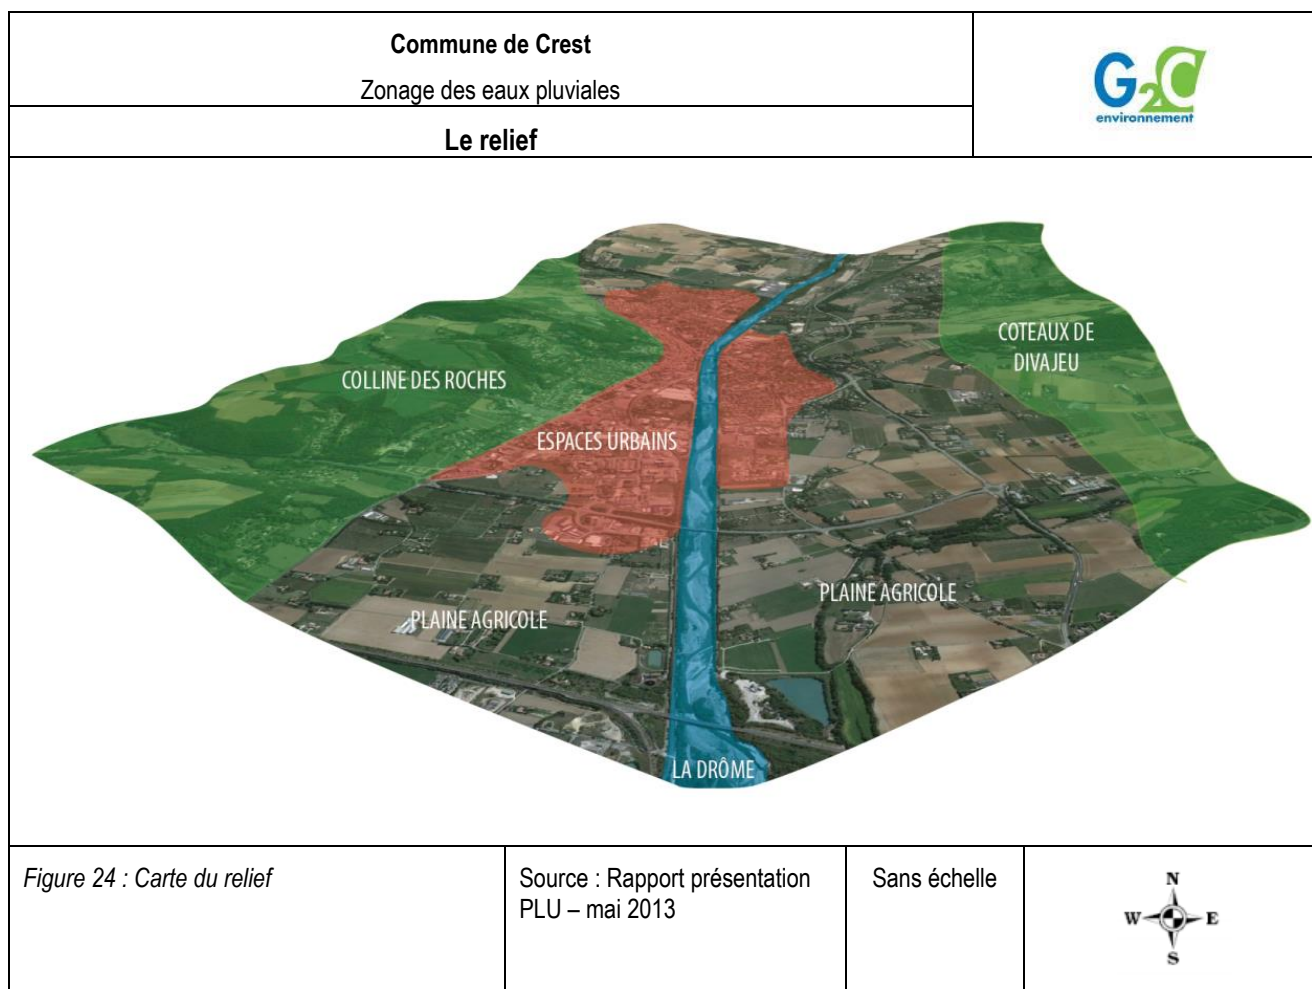 Commune de Crest
Zonage des eaux pluviales
Le relief
G2C
environnement
COLLINE DES ROCHES
COTEAUX DE
DIVAJEU
ESPACES URBAINS
PLAINE AGRICOLE
PLAINE AGRICOLE
LA DRÔME
Figure 24 : Carte du relief
Source : Rapport présentation
PLU – mai 2013
Sans échelle
N
W E
S